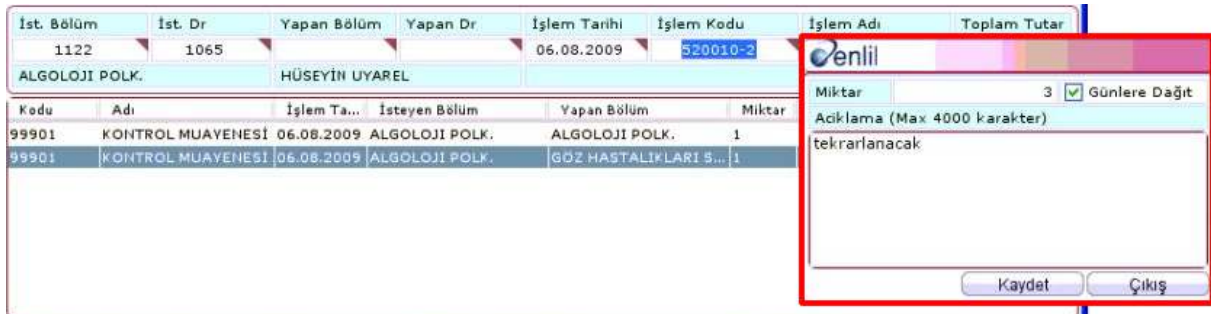 İst. Bölüm İst. Dr Yapan Bölüm Yapan Dr İşlem Tarihi İşlem Kodu İşlem Adı Toplam Tutar
1122 1065 06.08.2009 520010-2
ALGOLOJI POLK. HÜSEYİN UYAREL
Kodu Adı İşlem Ta... İsteyen Bölüm Yapan Bölüm Miktar
99901 KONTROL MUAYENESİ 06.08.2009 ALGOLOJI POLK. ALGOLOJI POLK. 1
99901 KONTROL MUAYENESİ 06.08.2009 ALGOLOJI POLK. GÖZ HASTALIKLARI S... 1
enlil
Miktar 3 Günlere Dağıt
Aciklama (Max 4000 karakter)
tekrarlanacak
Kaydet Çıkış